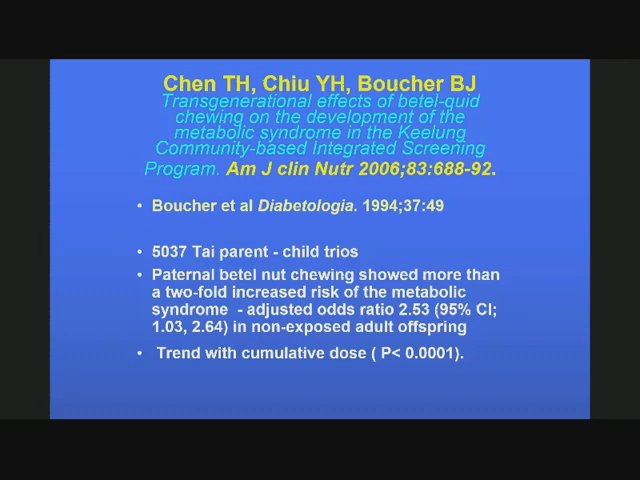 Chen TH, Chiu YH, Boucher BJ
Transgenerational effects of betel-quid
chewing on the development of the
metabolic syndrome in the Keelung
Community-based Integrated Screening
Program. Am J clin Nutr 2006;83:688-92.
• Boucher et al Diabetologia. 1994;37:49
• 5037 Tai parent - child trios
• Paternal betel nut chewing showed more than
a two-fold increased risk of the metabolic
syndrome - adjusted odds ratio 2.53 (95% CI;
1.03, 2.64) in non-exposed adult offspring
• Trend with cumulative dose ( P< 0.0001).